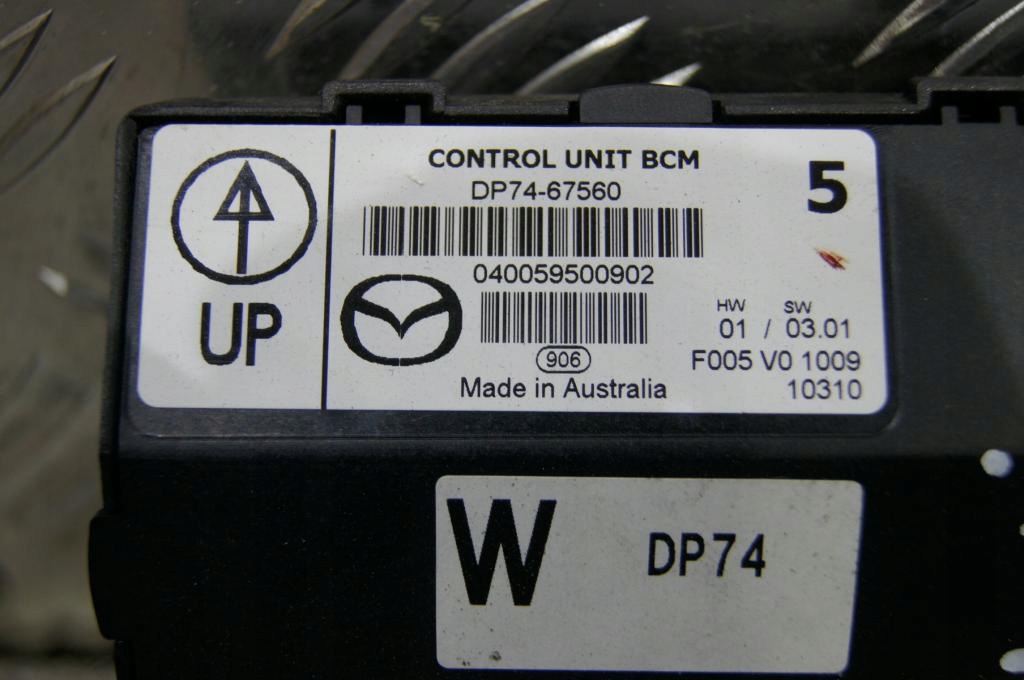 UP
CONTROL UNIT BCM
DP74-67560
5
040059500902
HW SW
01 / 03.01
906
F005 V0 1009
Made in Australia
10310
W DP74